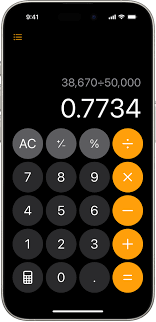 9:41
38,670÷50,000
0.7734
AC +/- % ÷
7 8 9 ×
4 5 6 −
1 2 3 +
0 . =